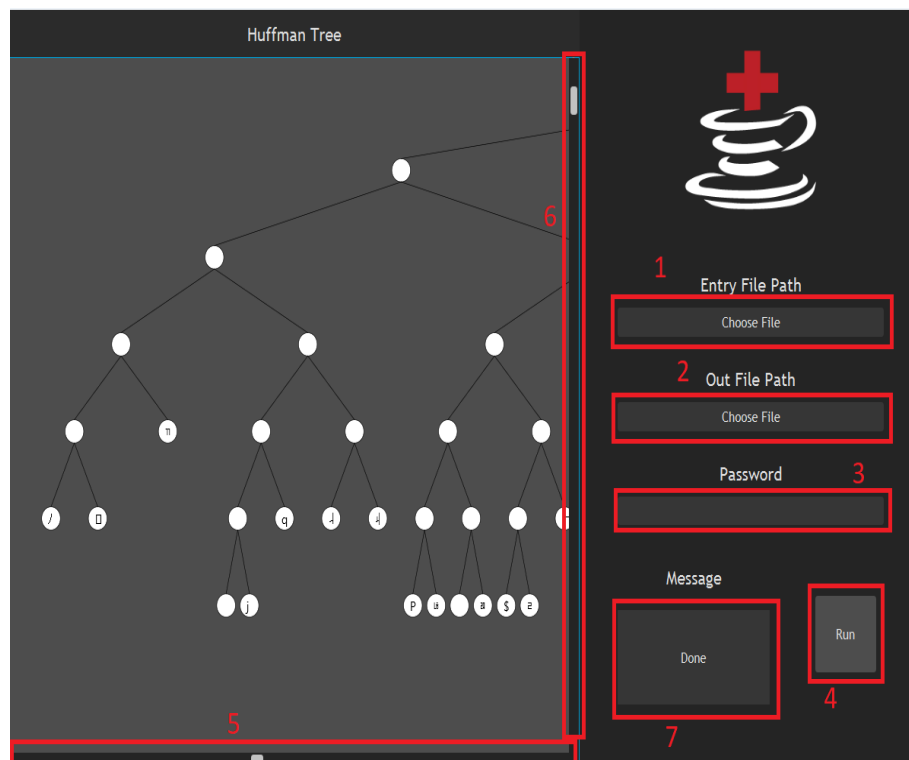 Huffman Tree
6
1
Entry File Path
Choose File
2
Out File Path
Choose File
Password
3
ㄲ
/
ㅁ
q
ㅓ
ㅔ
j
P
$
ㄹ
Message
Run
Done
4
5
7